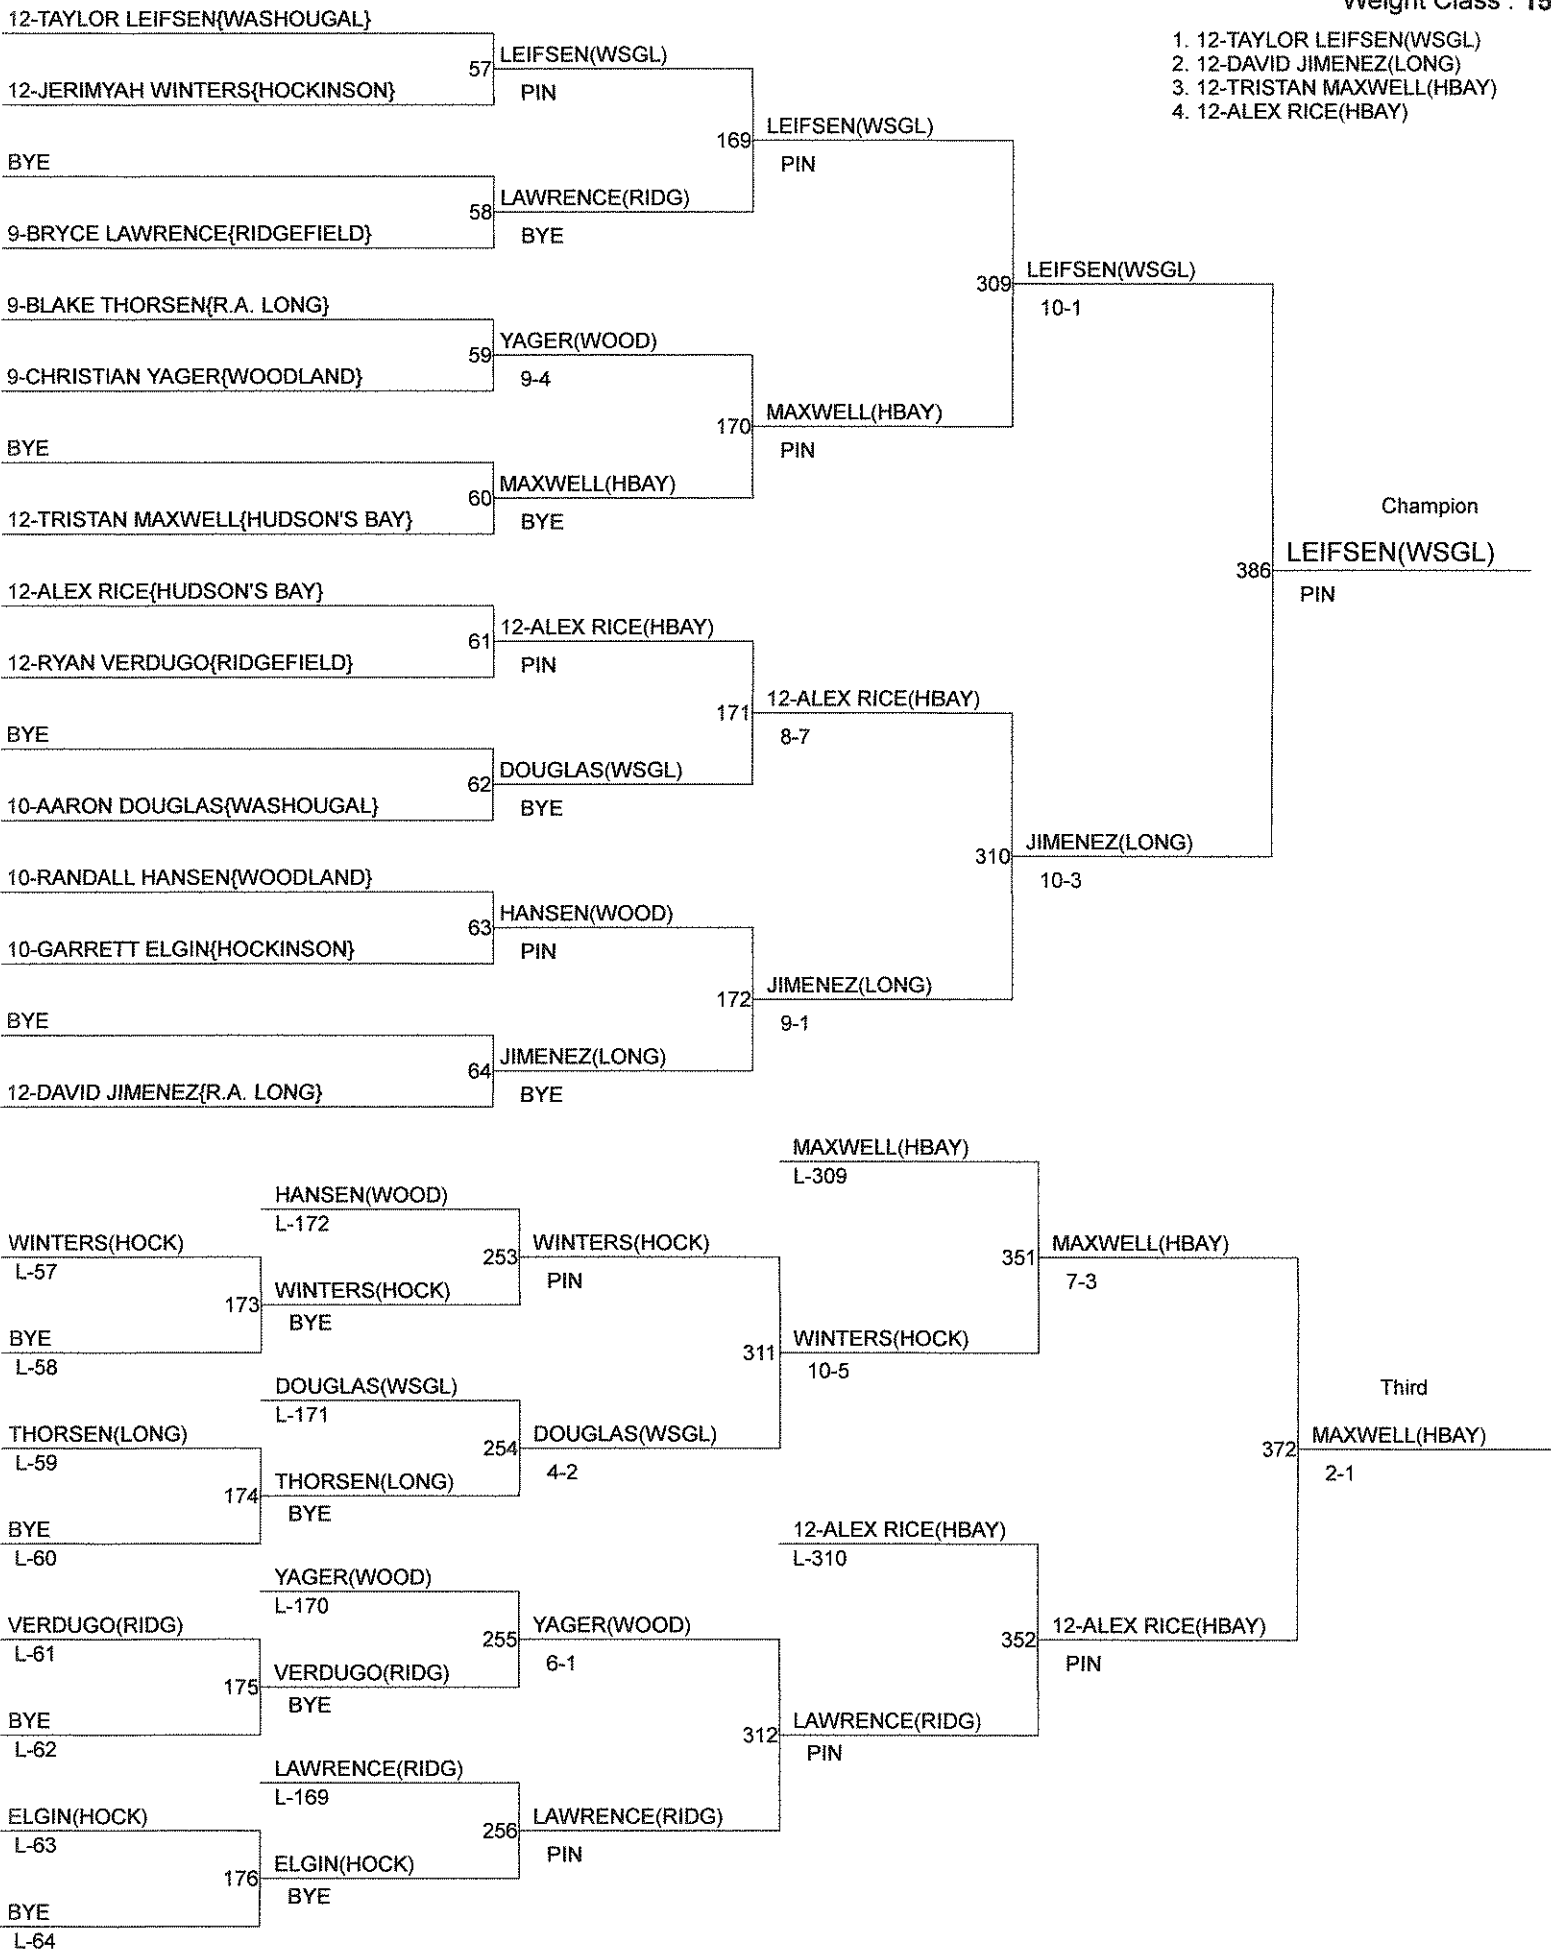 Weight Class : 15
1. 12-TAYLOR LEIFSEN(WSGL)
2. 12-DAVID JIMENEZ(LONG)
3. 12-TRISTAN MAXWELL(HBAY)
4. 12-ALEX RICE(HBAY)
12-TAYLOR LEIFSEN{WASHOUGAL}
57
LEIFSEN(WSGL)
PIN
12-JERIMYAH WINTERS{HOCKINSON}
169
LEIFSEN(WSGL)
PIN
BYE
58
LAWRENCE(RIDG)
BYE
9-BRYCE LAWRENCE{RIDGEFIELD}
309
LEIFSEN(WSGL)
10-1
9-BLAKE THORSEN{R.A. LONG}
59
YAGER(WOOD)
9-4
9-CHRISTIAN YAGER{WOODLAND}
170
MAXWELL(HBAY)
PIN
BYE
60
MAXWELL(HBAY)
BYE
12-TRISTAN MAXWELL{HUDSON'S BAY}
Champion
386
LEIFSEN(WSGL)
PIN
12-ALEX RICE{HUDSON'S BAY}
61
12-ALEX RICE(HBAY)
PIN
12-RYAN VERDUGO{RIDGEFIELD}
171
12-ALEX RICE(HBAY)
8-7
BYE
62
DOUGLAS(WSGL)
BYE
10-AARON DOUGLAS{WASHOUGAL}
310
JIMENEZ(LONG)
10-3
10-RANDALL HANSEN{WOODLAND}
63
HANSEN(WOOD)
PIN
10-GARRETT ELGIN{HOCKINSON}
172
JIMENEZ(LONG)
9-1
BYE
64
JIMENEZ(LONG)
BYE
12-DAVID JIMENEZ{R.A. LONG}
MAXWELL(HBAY)
L-309
HANSEN(WOOD)
L-172
WINTERS(HOCK)
L-57
253
WINTERS(HOCK)
PIN
351
MAXWELL(HBAY)
7-3
173
WINTERS(HOCK)
BYE
BYE
L-58
311
WINTERS(HOCK)
10-5
DOUGLAS(WSGL)
L-171
Third
THORSEN(LONG)
L-59
254
DOUGLAS(WSGL)
4-2
372
MAXWELL(HBAY)
2-1
174
THORSEN(LONG)
BYE
BYE
L-60
12-ALEX RICE(HBAY)
L-310
YAGER(WOOD)
L-170
VERDUGO(RIDG)
L-61
255
YAGER(WOOD)
6-1
352
12-ALEX RICE(HBAY)
PIN
175
VERDUGO(RIDG)
BYE
BYE
L-62
312
LAWRENCE(RIDG)
PIN
LAWRENCE(RIDG)
L-169
ELGIN(HOCK)
L-63
256
LAWRENCE(RIDG)
PIN
176
ELGIN(HOCK)
BYE
BYE
L-64